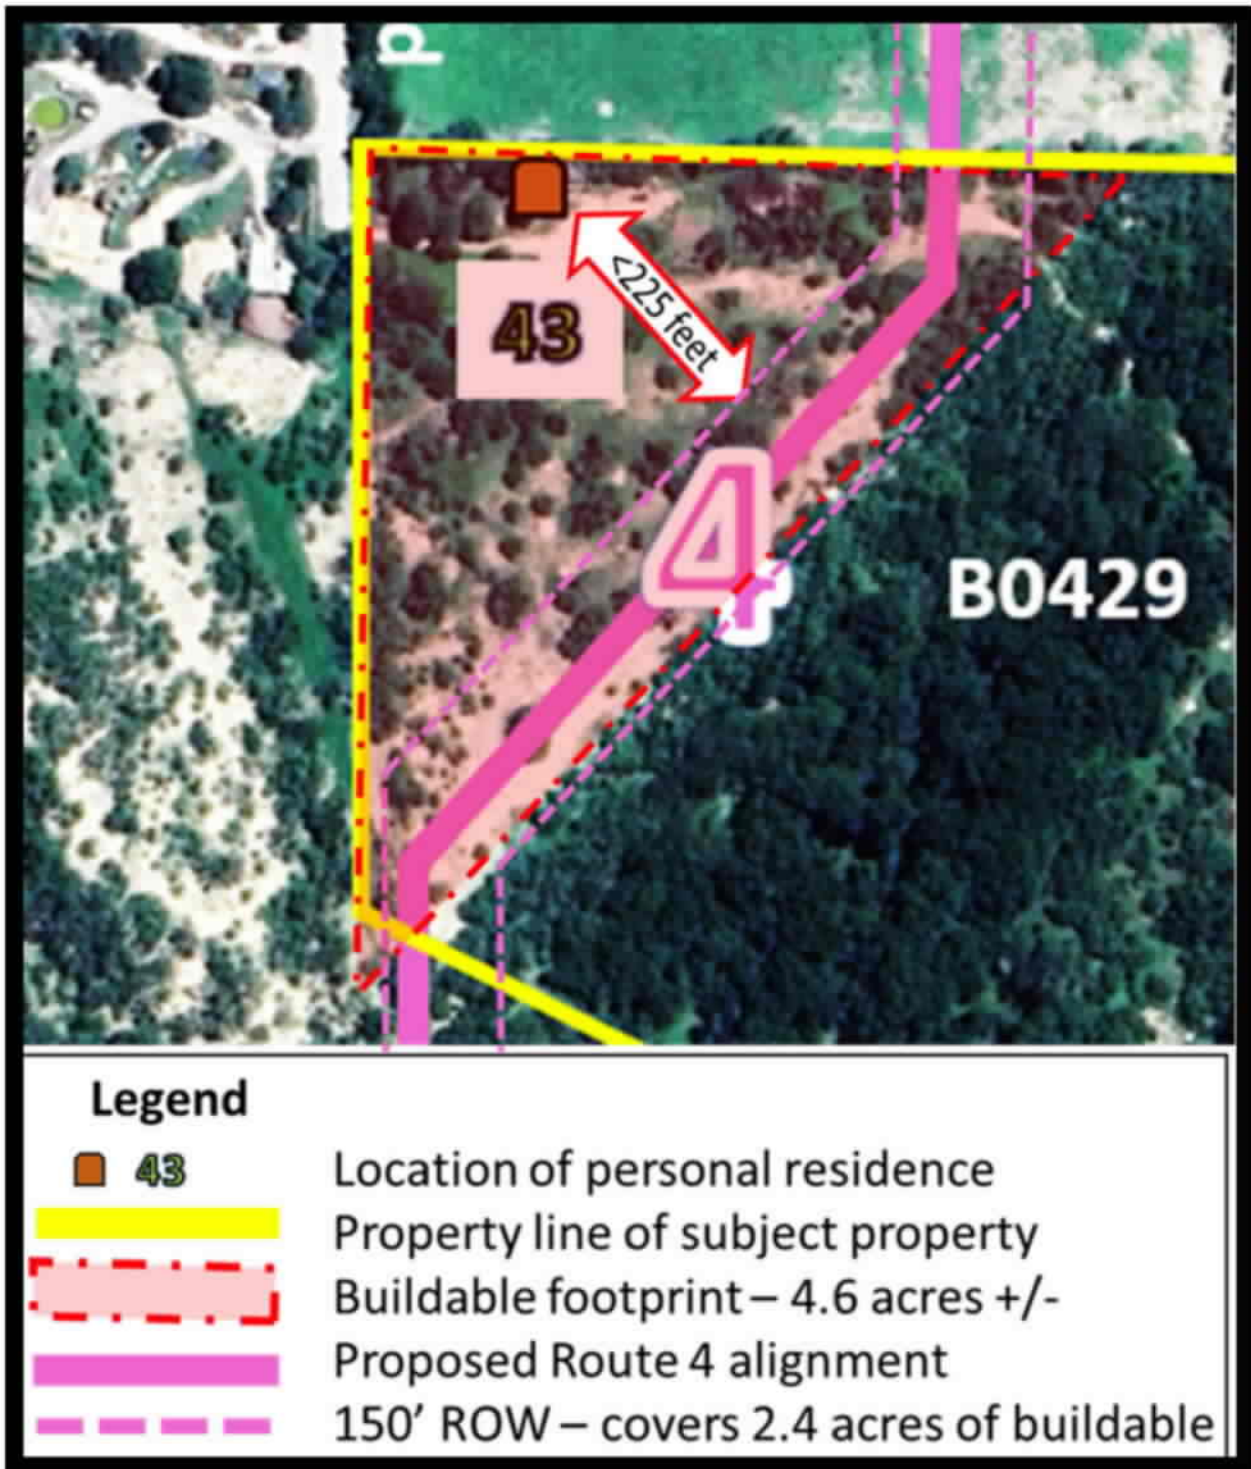 p
43
<225 feet
4
B0429
Legend
43 Location of personal residence
Property line of subject property
Buildable footprint – 4.6 acres +/-
Proposed Route 4 alignment
150’ ROW – covers 2.4 acres of buildable